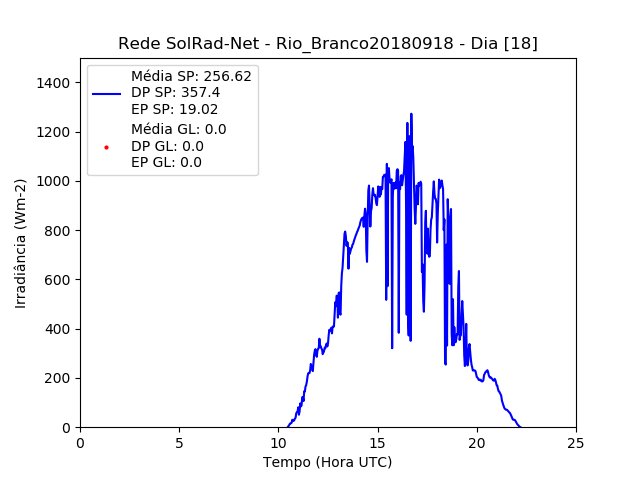 Rede SolRad-Net - Rio_Branco20180918 - Dia [18]
Média SP: 256.62
DP SP: 357.4
EP SP: 19.02
Média GL: 0.0
DP GL: 0.0
EP GL: 0.0
Irradiância (Wm-2)
1400
1200
1000
800
600
400
200
0
0 5 10 15 20 25
Tempo (Hora UTC)